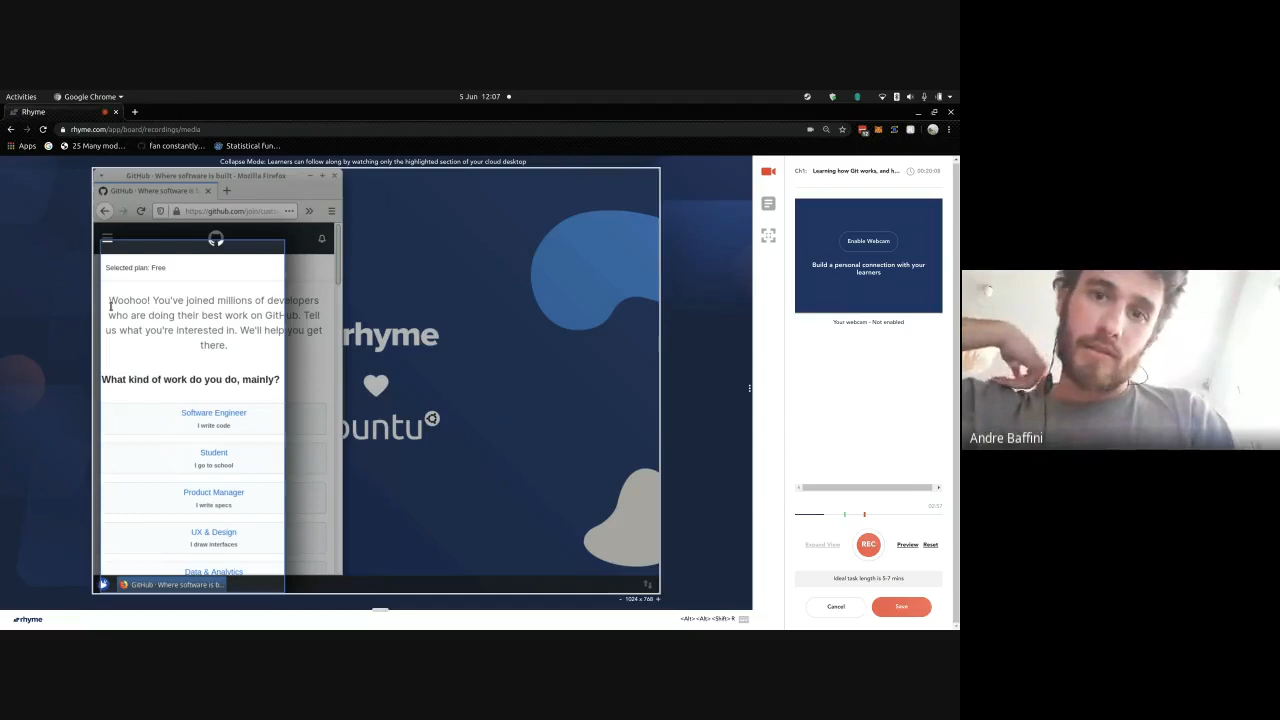 Activities
Google Chrome
5 Jun 12:07
Rhyme
rhyme.com/app/board/recordings/media
Apps
25 Many mod...
fan constantly...
Statistical fun...
Collapse Mode: Learners can follow along by watching only the highlighted section of your cloud desktop
GitHub · Where software is built - Mozilla Firefox
GitHub · Where software is b
https://github.com/join/custo
Selected plan: Free
Woohoo! You've joined millions of developers
who are doing their best work on GitHub. Tell
us what you're interested in. We'll help you get
there.
What kind of work do you do, mainly?
Software Engineer
I write code
Student
I go to school
Product Manager
I write specs
UX & Design
I draw interfaces
Data & Analytics
GitHub · Where software is b...
rhyme
buntu
1024 x 768
rhyme
<Alt> <Alt> <Shift> R
Ch1: Learning how Git works, and h...
00:20:08
Enable Webcam
Build a personal connection with your
learners
Your webcam - Not enabled
02:57
Expand View
REC
Preview
Reset
Ideal task length is 5-7 mins
Cancel
Save
Andre Baffini